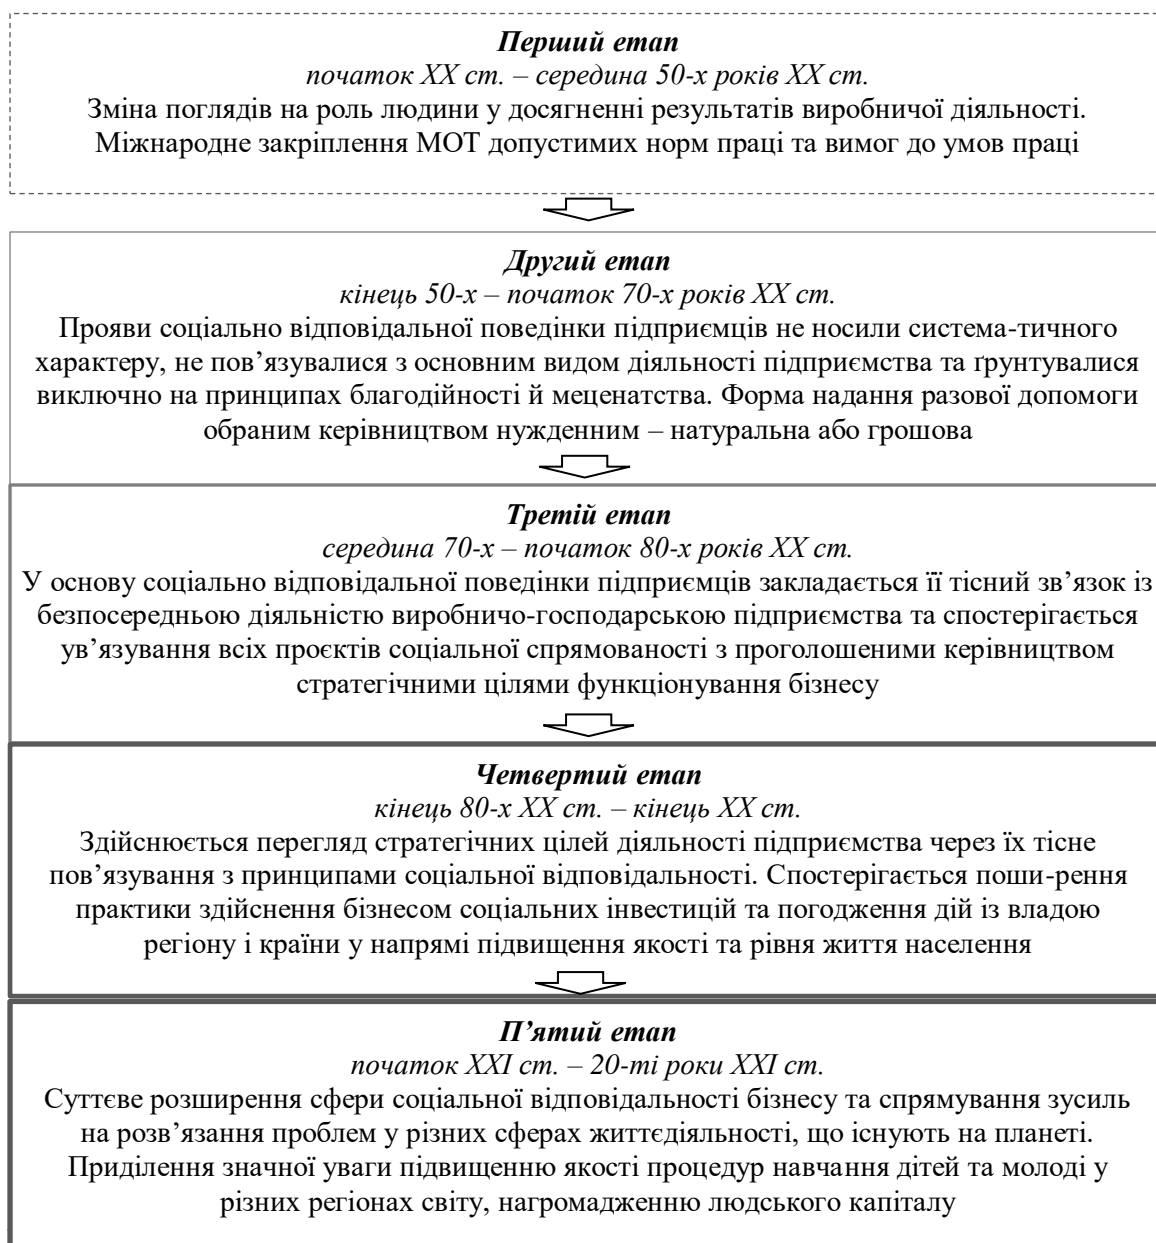 Перший етап
початок ХХ ст. – середина 50-х років ХХ ст.
Зміна поглядів на роль людини у досягненні результатів виробничої діяльності.
Міжнародне закріплення МОТ допустимих норм праці та вимог до умов праці
Другий етап
кінець 50-х – початок 70-х років ХХ ст.
Прояви соціально відповідальної поведінки підприємців не носили система-тичного
характеру, не пов’язувалися з основним видом діяльності підприємства та ґрунтувалися
виключно на принципах благодійності й меценатства. Форма надання разової допомоги
обраним керівництвом нужденним – натуральна або грошова
Третій етап
середина 70-х – початок 80-х років ХХ ст.
У основу соціально відповідальної поведінки підприємців закладається її тісний зв’язок із
безпосередньою діяльністю виробничо-господарською підприємства та спостерігається
ув’язування всіх проєктів соціальної спрямованості з проголошеними керівництвом
стратегічними цілями функціонування бізнесу
Четвертий етап
кінець 80-х ХХ ст. – кінець ХХ ст.
Здійснюється перегляд стратегічних цілей діяльності підприємства через їх тісне
пов’язування з принципами соціальної відповідальності. Спостерігається поши-рення
практики здійснення бізнесом соціальних інвестицій та погодження дій із владою
регіону і країни у напрямі підвищення якості та рівня життя населення
П’ятий етап
початок ХХІ ст. – 20-ті роки ХХІ ст.
Суттєве розширення сфери соціальної відповідальності бізнесу та спрямування зусиль
на розв’язання проблем у різних сферах життєдіяльності, що існують на планеті.
Приділення значної уваги підвищенню якості процедур навчання дітей та молоді у
різних регіонах світу, нагромадженню людського капіталу